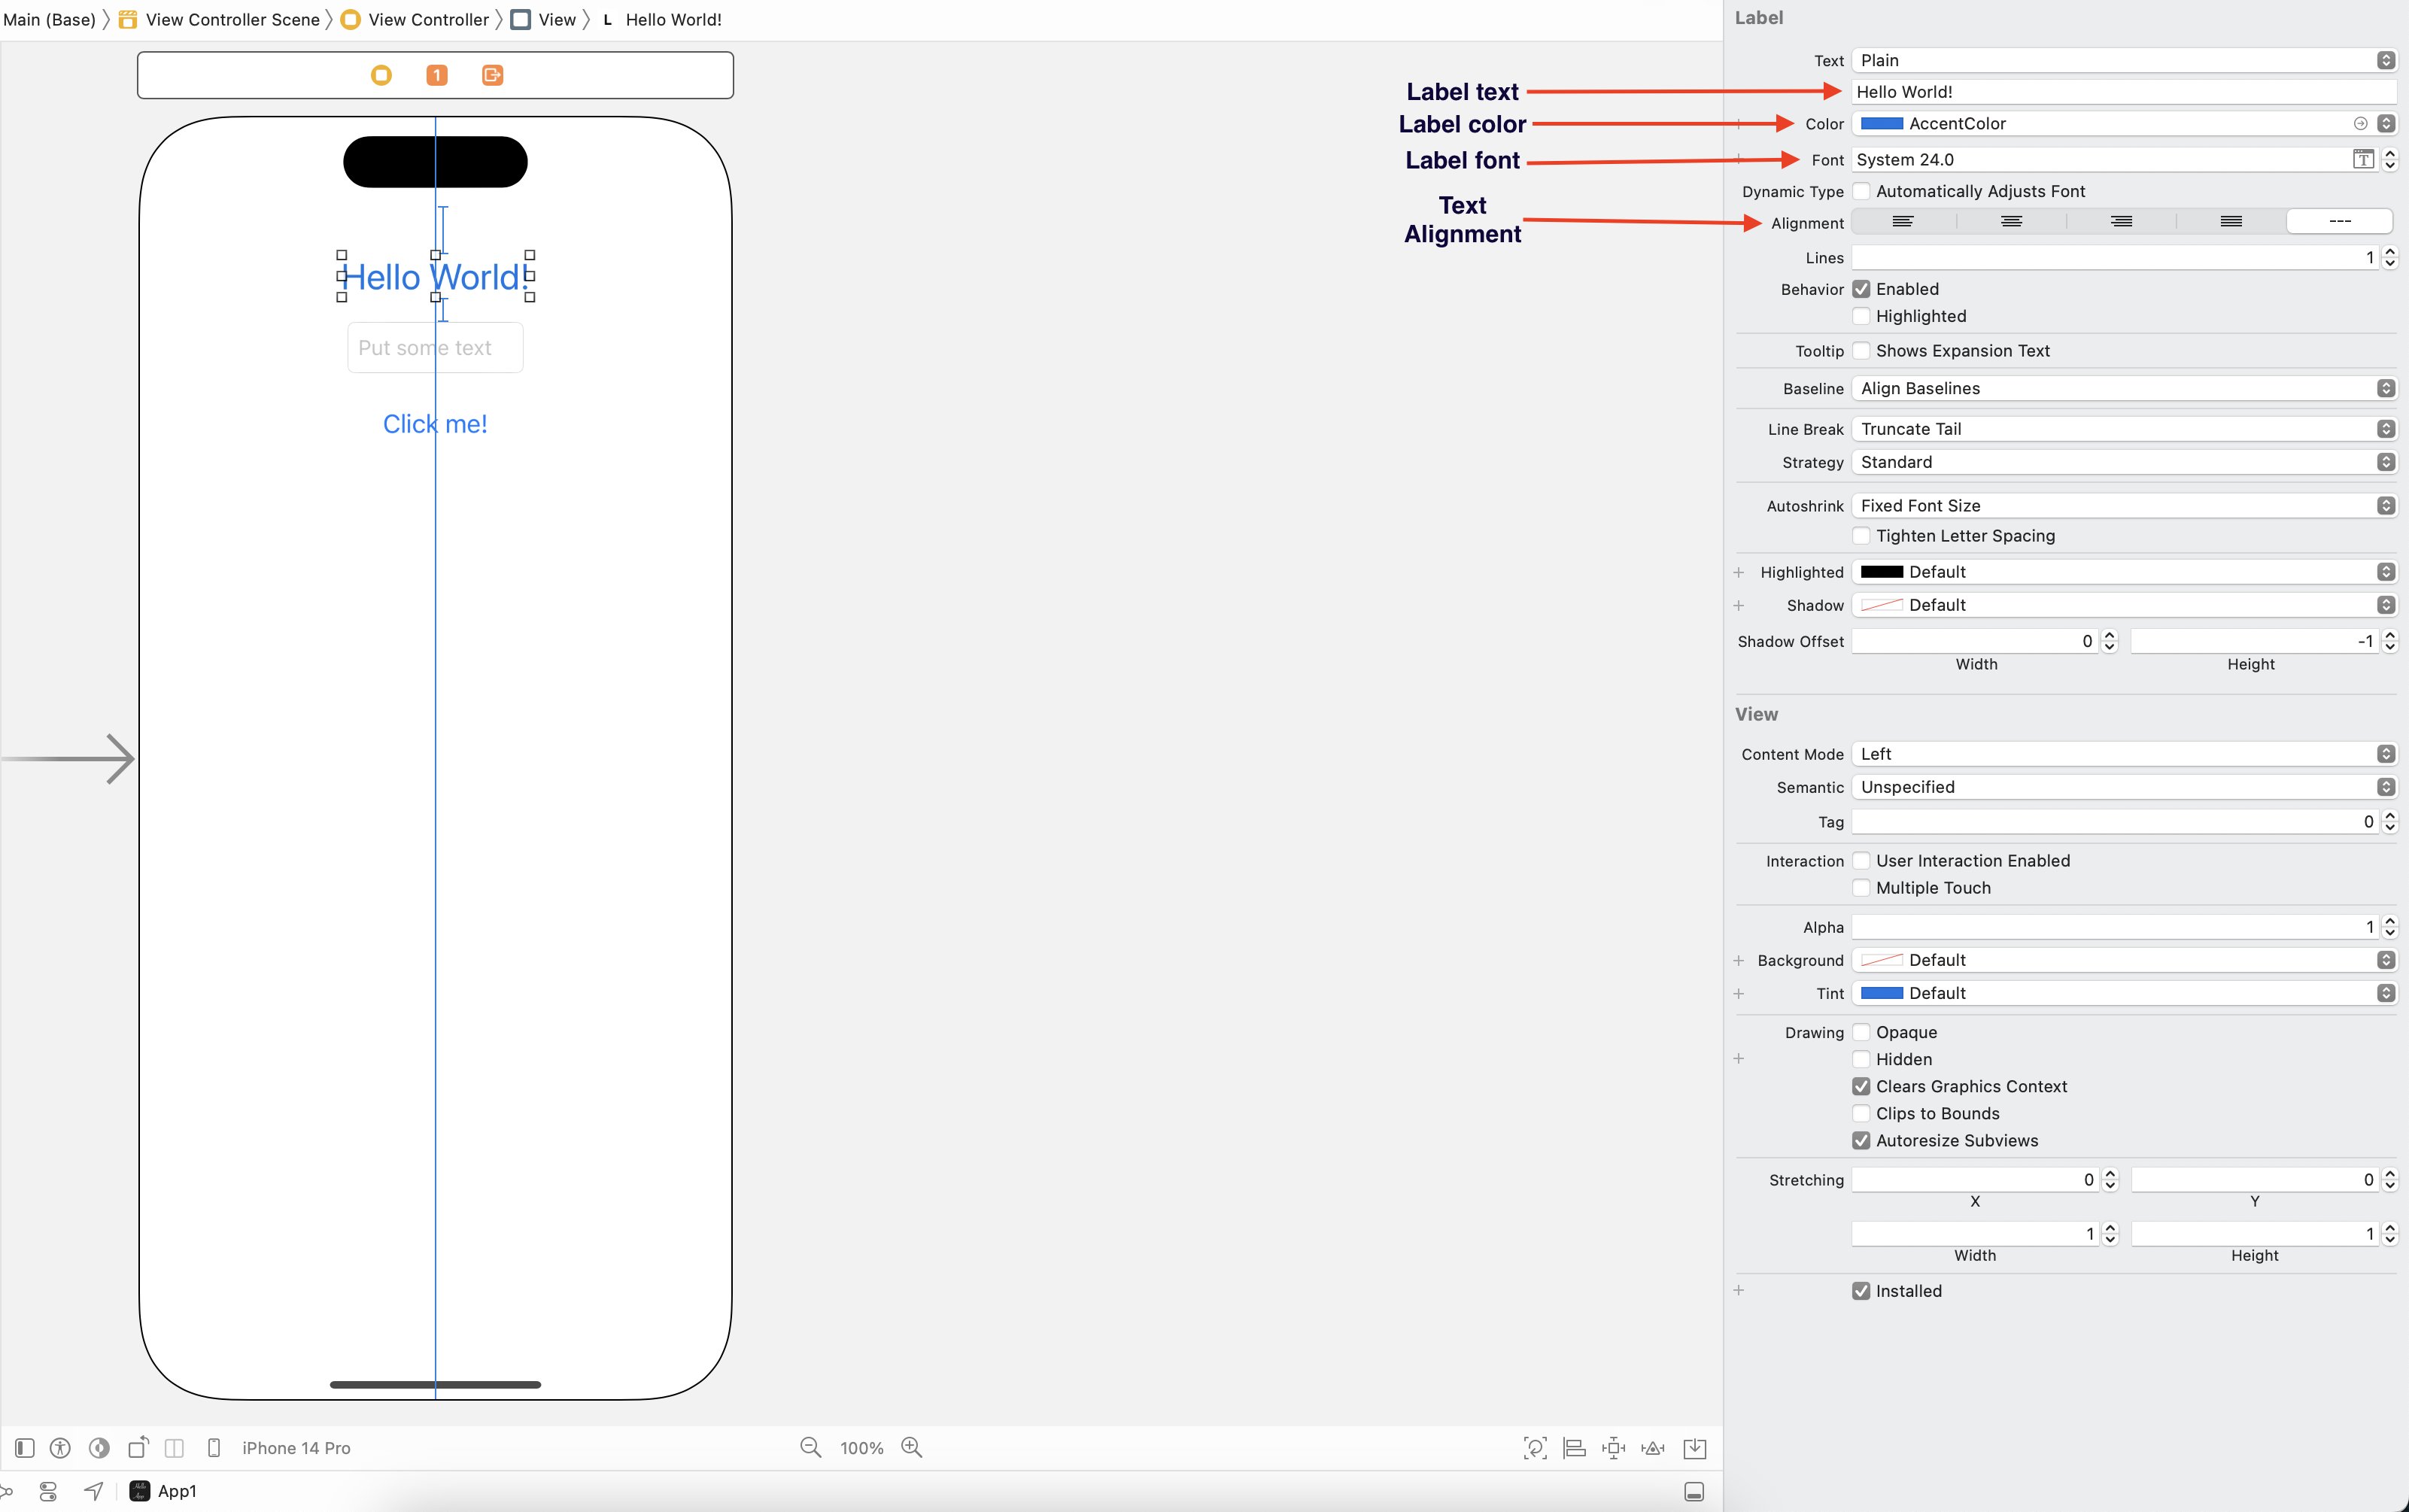 Main (Base) 〉 View Controller Scene 〉 View Controller 〉 View 〉 L Hello World!
1
Hello World!
Put some text
Click me!
Label text
Label color
Label font
Text
Alignment
Label
Text Plain
Hello World!
Color AccentColor
Font System 24.0 T
Dynamic Type Automatically Adjusts Font
Alignment ---
Lines 1
Behavior Enabled
Highlighted
Tooltip Shows Expansion Text
Baseline Align Baselines
Line Break Truncate Tail
Strategy Standard
Autoshrink Fixed Font Size
Tighten Letter Spacing
+ Highlighted Default
+ Shadow Default
Shadow Offset 0 -1
Width Height
View
Content Mode Left
Semantic Unspecified
Tag 0
Interaction User Interaction Enabled
Multiple Touch
Alpha 1
+ Background Default
+ Tint Default
Drawing Opaque
+ Hidden
Clears Graphics Context
Clips to Bounds
Autoresize Subviews
Stretching 0 0
X Y
1 1
Width Height
+ Installed
iPhone 14 Pro
100%
App1